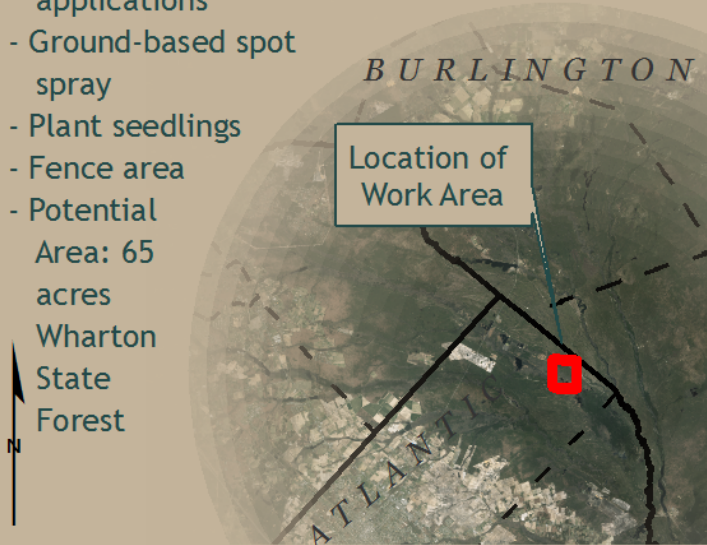 applications
- Ground-based spot
spray
- Plant seedlings
- Fence area
- Potential
Area: 65
acres
Wharton
State
Forest
N
BURLINGTON
Location of
Work Area
ATLANTIC